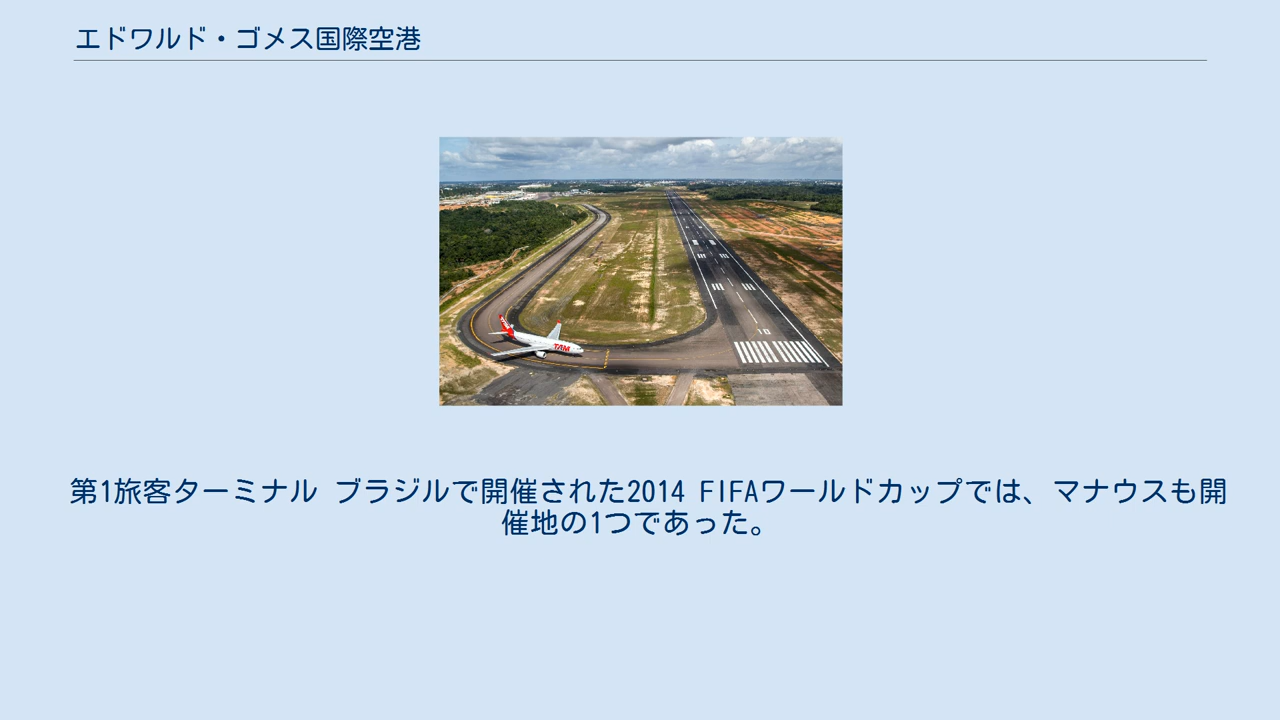 エドワルド・ゴメス国際空港
TAM
10
第1旅客ターミナル ブラジルで開催された2014 FIFAワールドカップでは、マナウスも開
催地の1つであった。